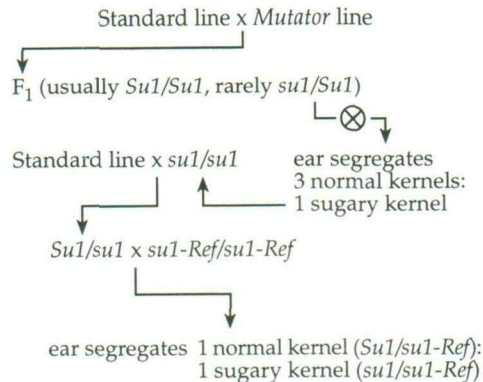 Standard line x Mutator line
F1 (usually Su1/Su1, rarely su1/Su1)
Standard line x su1/su1
ear segregates
3 normal kernels:
1 sugary kernel
Su1/su1 x su1-Ref/su1-Ref
ear segregates 1 normal kernel (Su1/su1-Ref):
1 sugary kernel (su1/su1-Ref)